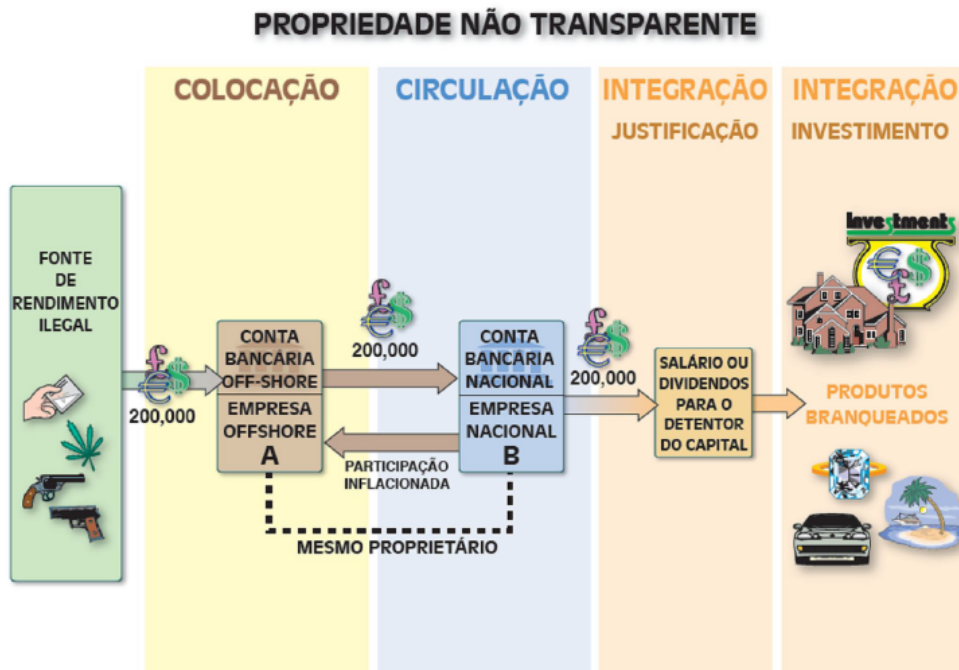 PROPRIEDADE NÃO TRANSPARENTE
COLOCAÇÃO
CIRCULAÇÃO
INTEGRAÇÃO
JUSTIFICAÇÃO
INTEGRAÇÃO
INVESTIMENTO
FONTE
DE
RENDIMENTO
ILEGAL
200,000
CONTA
BANCÁRIA
OFF-SHORE
EMPRESA
OFFSHORE
A
200,000
PARTICIPAÇÃO
INFLACIONADA
CONTA
BANCÁRIA
NACIONAL
EMPRESA
NACIONAL
B
MESMO PROPRIETÁRIO
200,000
SALÁRIO OU
DIVIDENDOS
PARA O
DETENTOR
DO CAPITAL
Investments
PRODUTOS
BRANQUEADOS